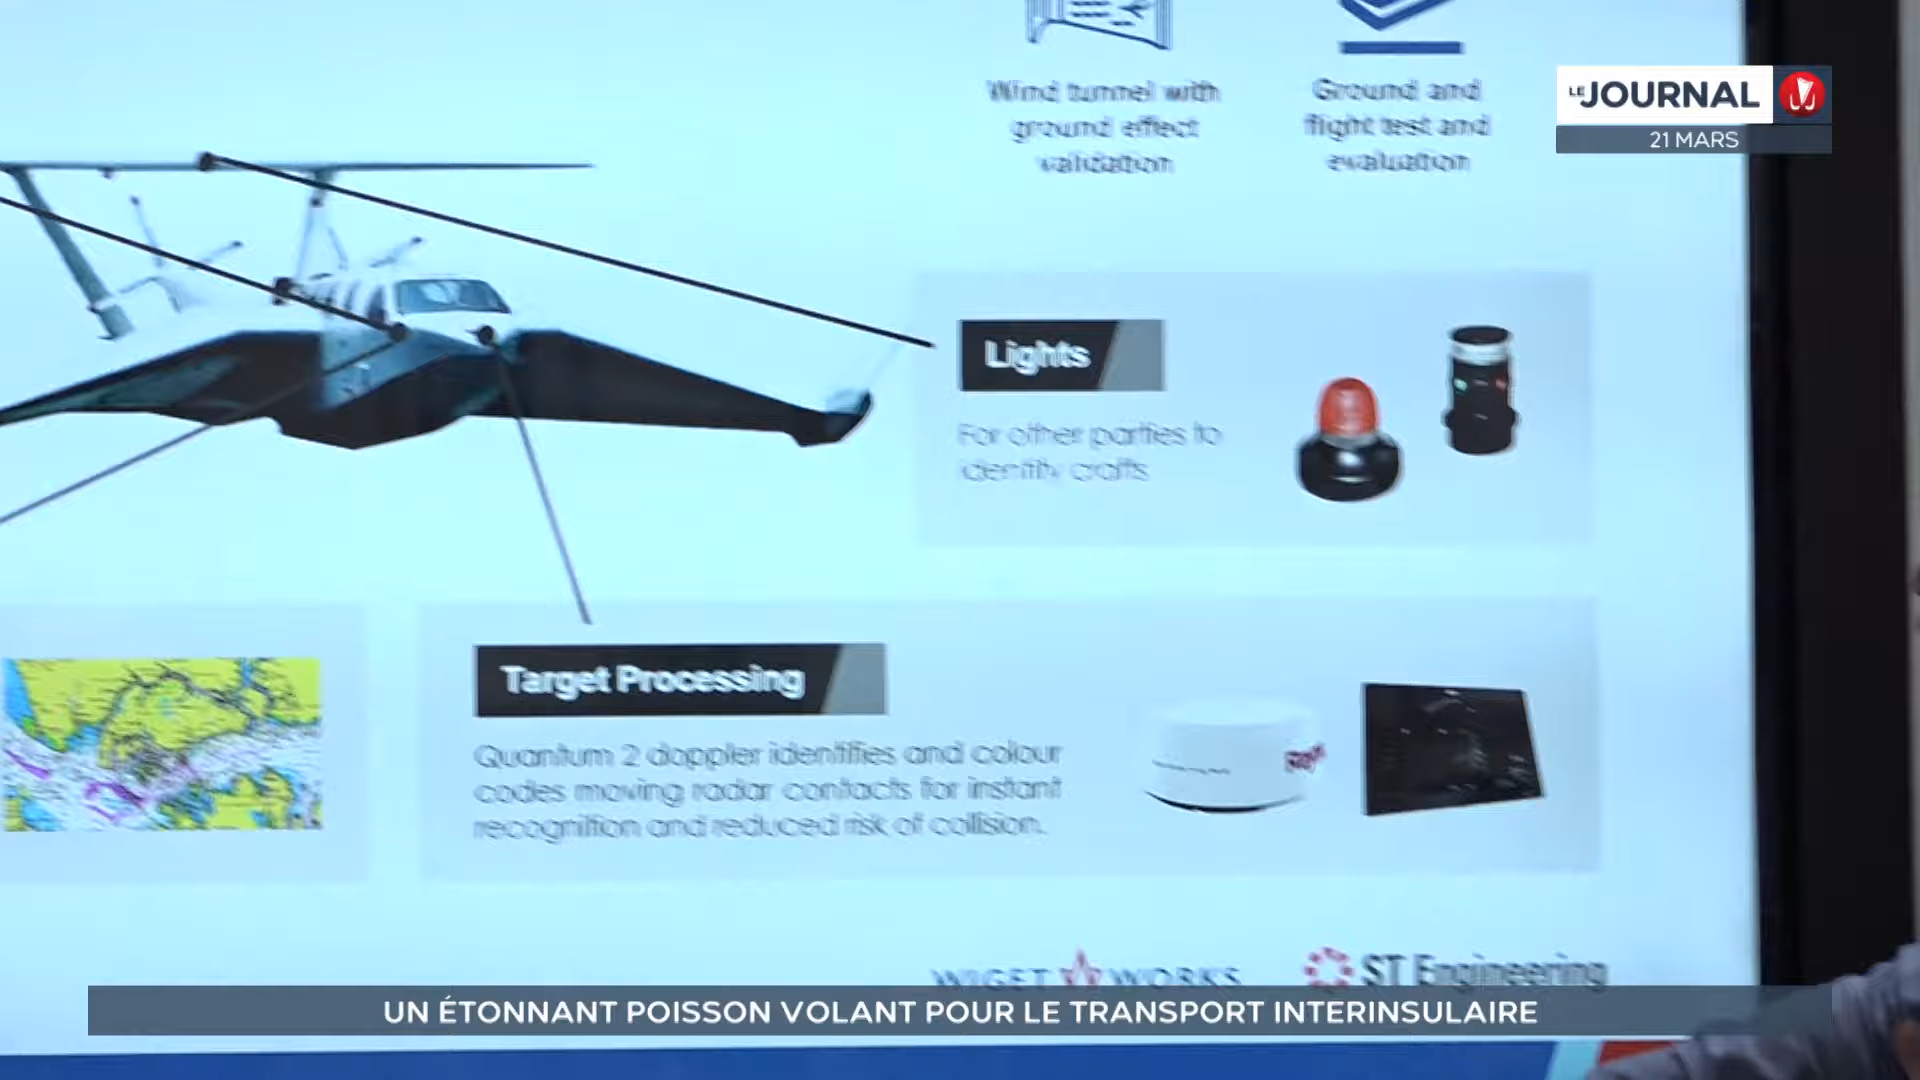 Wind tunnel with
ground effect
validation
Ground and
flight test and
evaluation
LE JOURNAL
21 MARS
Lights
For other parties to
identify crafts
Target Processing
Quantum 2 doppler identifies and colour
codes moving radar contacts for instant
recognition and reduced risk of collision.
WIGETWORKS
ST Engineering
UN ÉTONNANT POISSON VOLANT POUR LE TRANSPORT INTERINSULAIRE